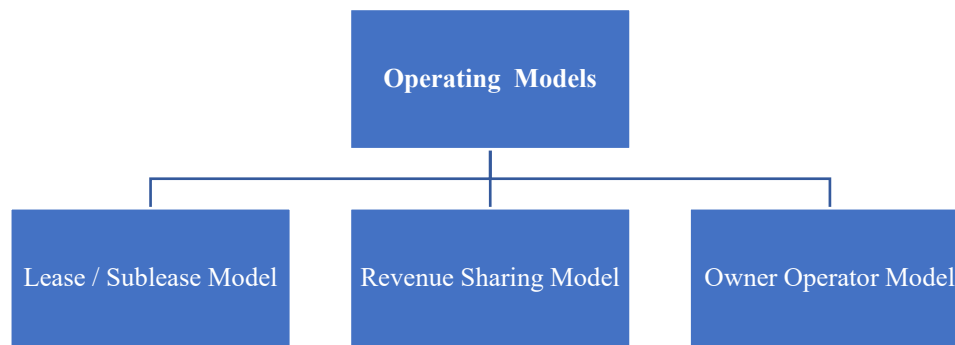 Operating Models
Lease / Sublease Model
Revenue Sharing Model
Owner Operator Model